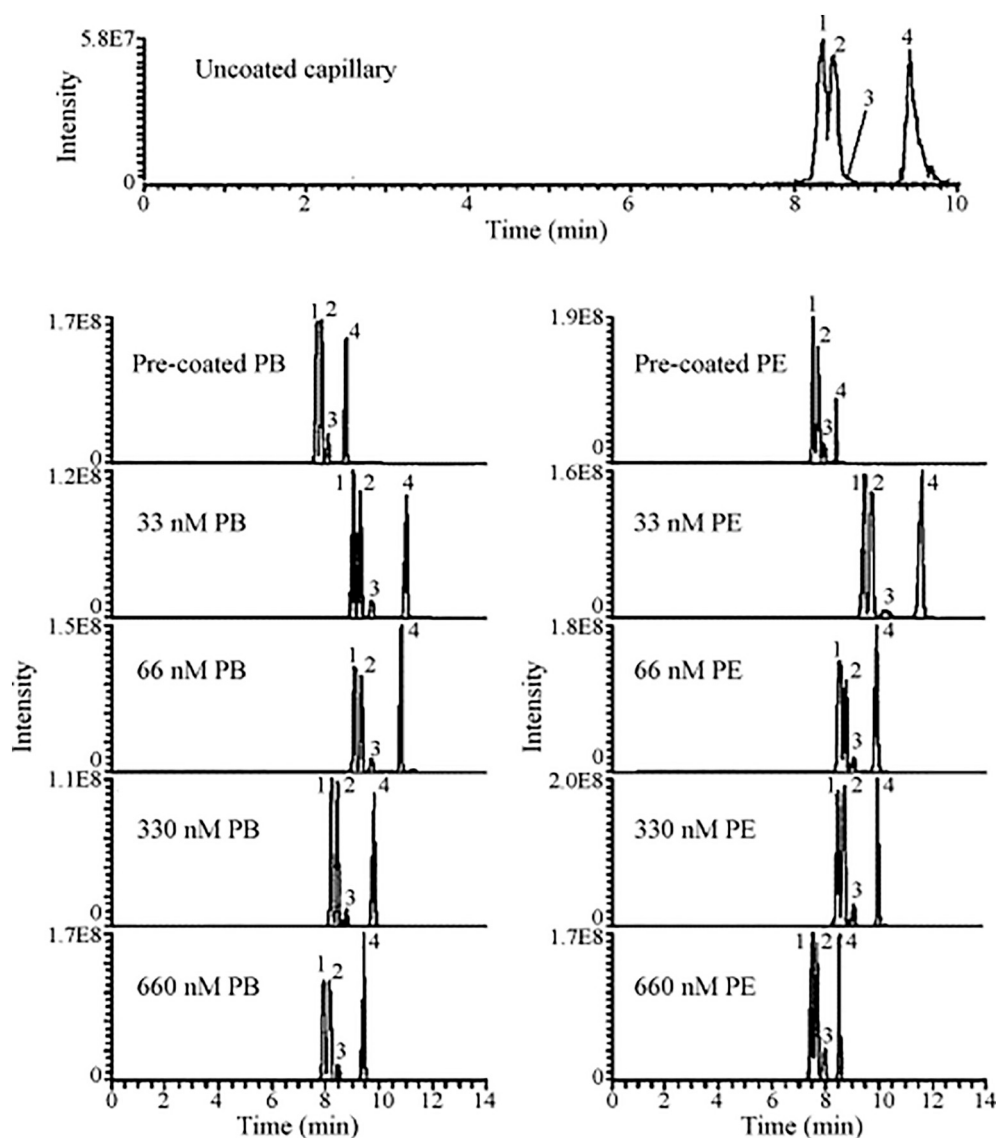 5.8E7
Uncoated capillary
1
2
3
4
Intensity
0
0 2 4 6 8 10
Time (min)
1.7E8
Pre-coated PB
1 2
3
4
0
1.2E8
33 nM PB
1 2
3
4
0
1.5E8
66 nM PB
1 2
3
4
0
1.1E8
330 nM PB
1 2
3
4
0
1.7E8
660 nM PB
1 2
3
4
0
Intensity
0 2 4 6 8 10 12 14
Time (min)
1.9E8
Pre-coated PE
1
2
3
4
0
1.6E8
33 nM PE
1 2
3
4
0
1.8E8
66 nM PE
1
2
3
4
0
2.0E8
330 nM PE
1 2
3
4
0
1.7E8
660 nM PE
1 2
3
4
0
Intensity
0 2 4 6 8 10 12 14
Time (min)